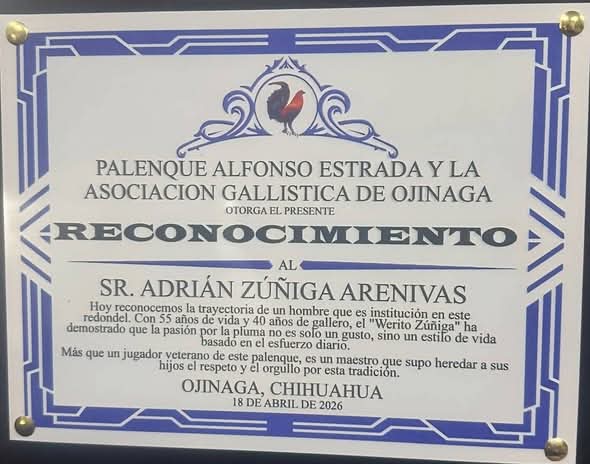 PALENQUE ALFONSO ESTRADA Y LA
ASOCIACION GALLISTICA DE OJINAGA
OTORGA EL PRESENTE
RECONOCIMIENTO
AL
SR. ADRIÁN ZÚÑIGA ARENIVAS
Hoy reconocemos la trayectoria de un hombre que es institución en este
redondel. Con 55 años de vida y 40 años de gallero, el "Werito Zúñiga" ha
demostrado que la pasión por la pluma no es solo un gusto, sino un estilo de vida
basado en el esfuerzo diario.
Más que un jugador veterano de este palenque, es un maestro que supo heredar a sus
hijos el respeto y el orgullo por esta tradición.
OJINAGA, CHIHUAHUA
18 DE ABRIL DE 2026